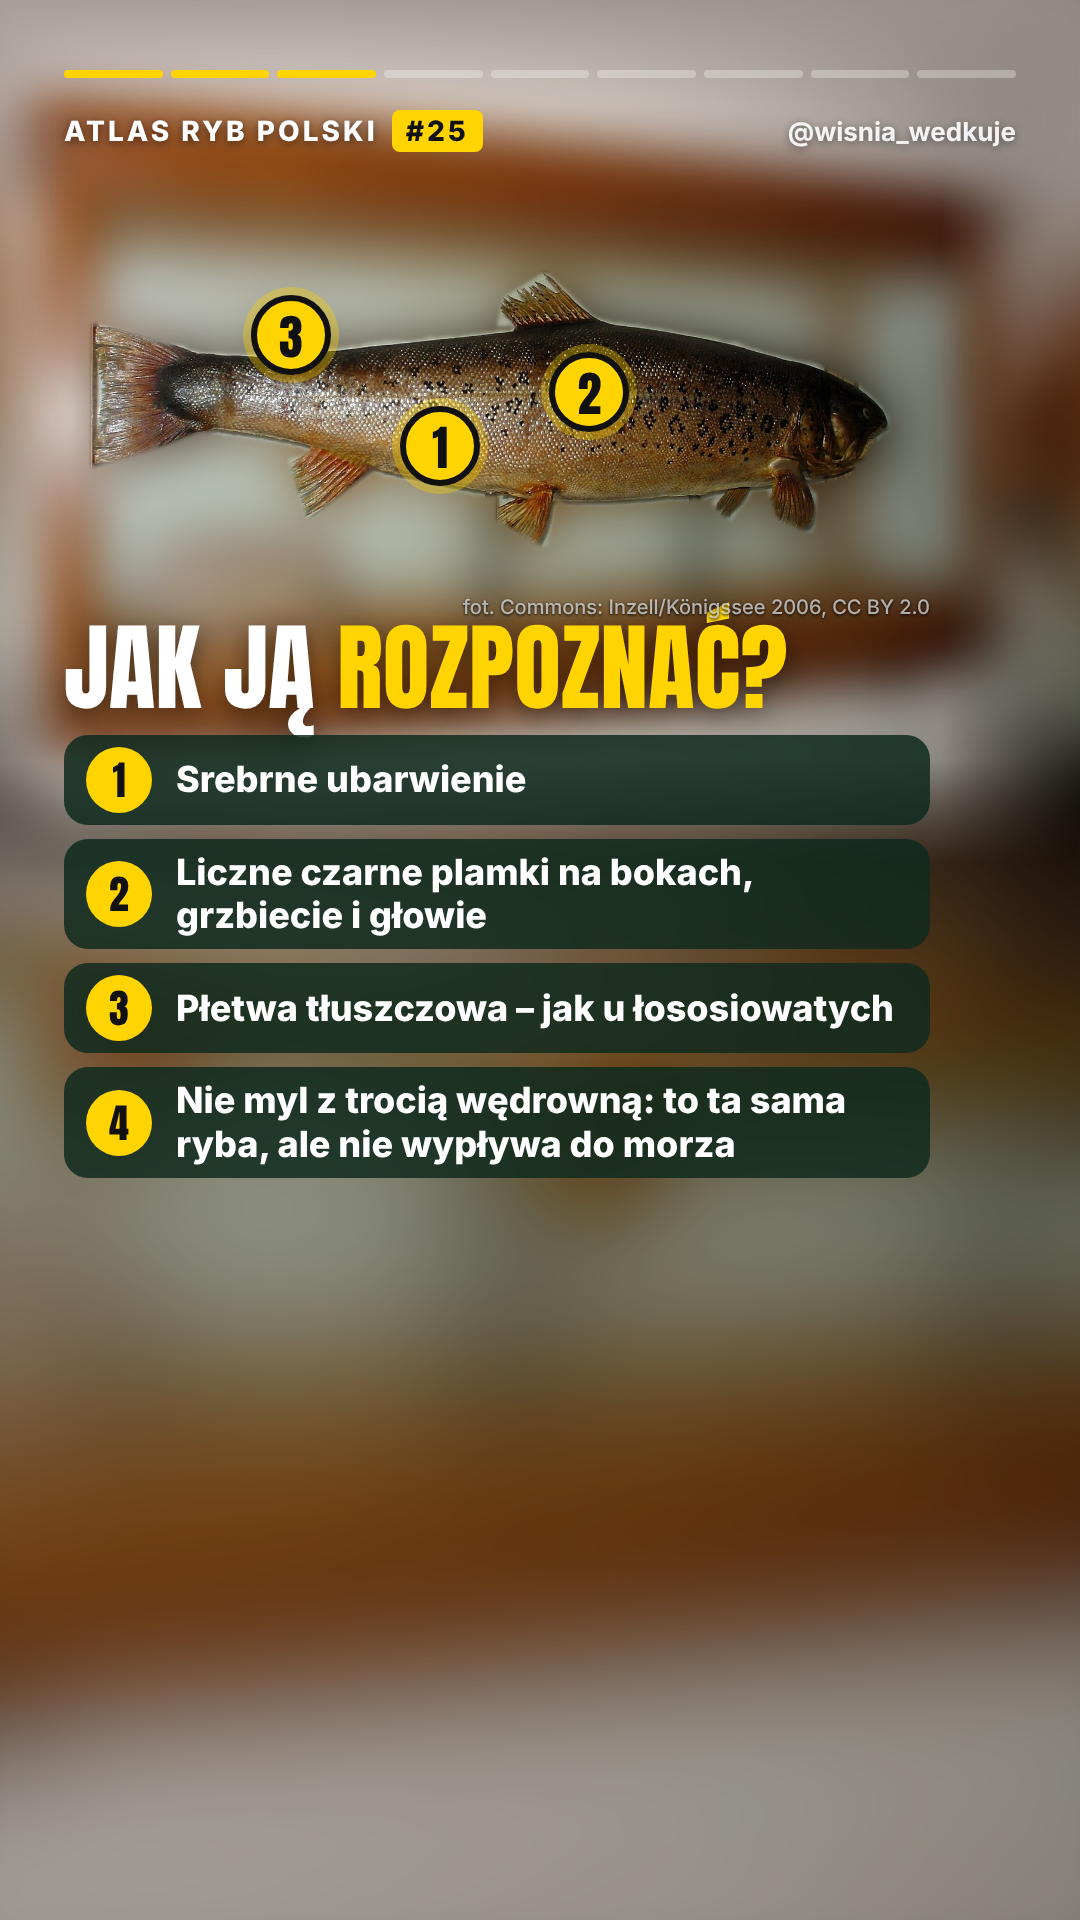 ATLAS RYB POLSKI #25
@wisnia_wedkuje
3
2
1
fot. Commons: Inzell/Königssee 2006, CC BY 2.0
JAK JĄ ROZPOZNAĆ?
1 Srebrne ubarwienie
2 Liczne czarne plamki na bokach,
grzbiecie i głowie
3 Płetwa tłuszczowa – jak u łososiowatych
4 Nie myl z trocią wędrowną: to ta sama
ryba, ale nie wypływa do morza